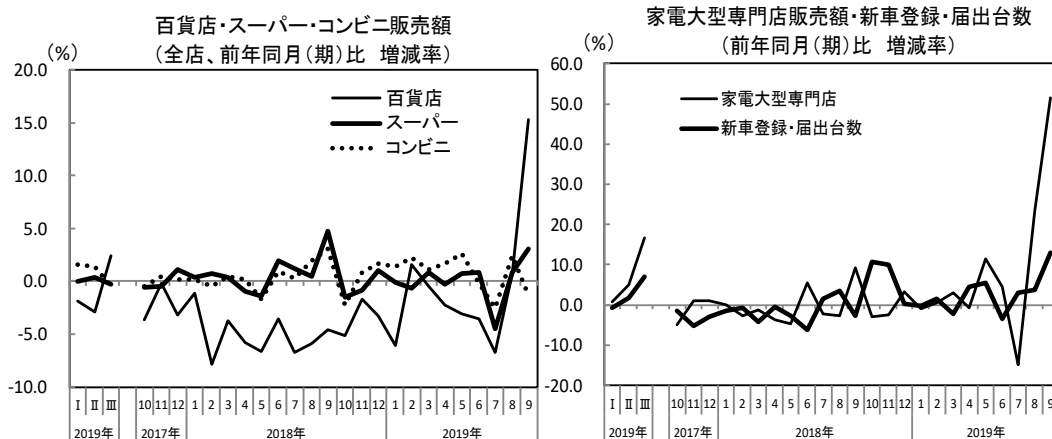 百貨店・スーパー・コンビニ販売額
(全店、前年同月(期)比 増減率)
(%)
20.0
15.0
10.0
5.0
0.0
-5.0
-10.0
百貨店
スーパー
コンビニ
Ⅰ Ⅱ Ⅲ 10 11 12 1 2 3 4 5 6 7 8 9 10 11 12 1 2 3 4 5 6 7 8 9
2019年 2017年 2018年 2019年
家電大型専門店販売額・新車登録・届出台数
(前年同月(期)比 増減率)
(%)
60.0
50.0
40.0
30.0
20.0
10.0
0.0
-10.0
-20.0
家電大型専門店
新車登録・届出台数
Ⅰ Ⅱ Ⅲ 10 11 12 1 2 3 4 5 6 7 8 9 10 11 12 1 2 3 4 5 6 7 8 9
2019年 2017年 2018年 2019年